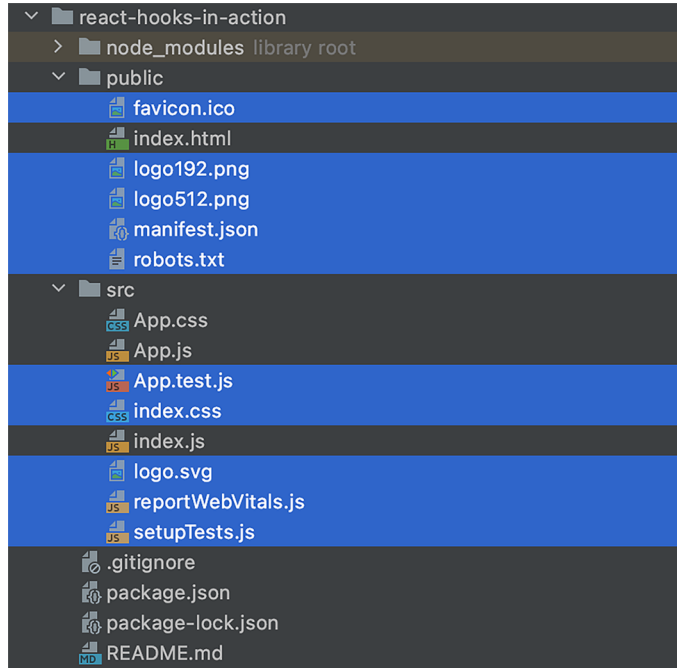 react-hooks-in-action
node_modules library root
public
favicon.ico
index.html
logo192.png
logo512.png
manifest.json
robots.txt
src
App.css
App.js
App.test.js
index.css
index.js
logo.svg
reportWebVitals.js
setupTests.js
.gitignore
package.json
package-lock.json
README.md